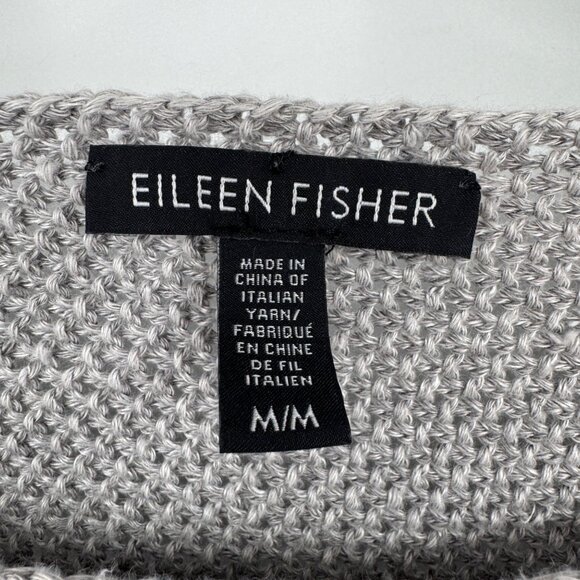 EILEEN FISHER
MADE IN
CHINA OF
ITALIAN
YARN/
FABRIQUÉ
EN CHINE
DE FIL
ITALIEN
M/M